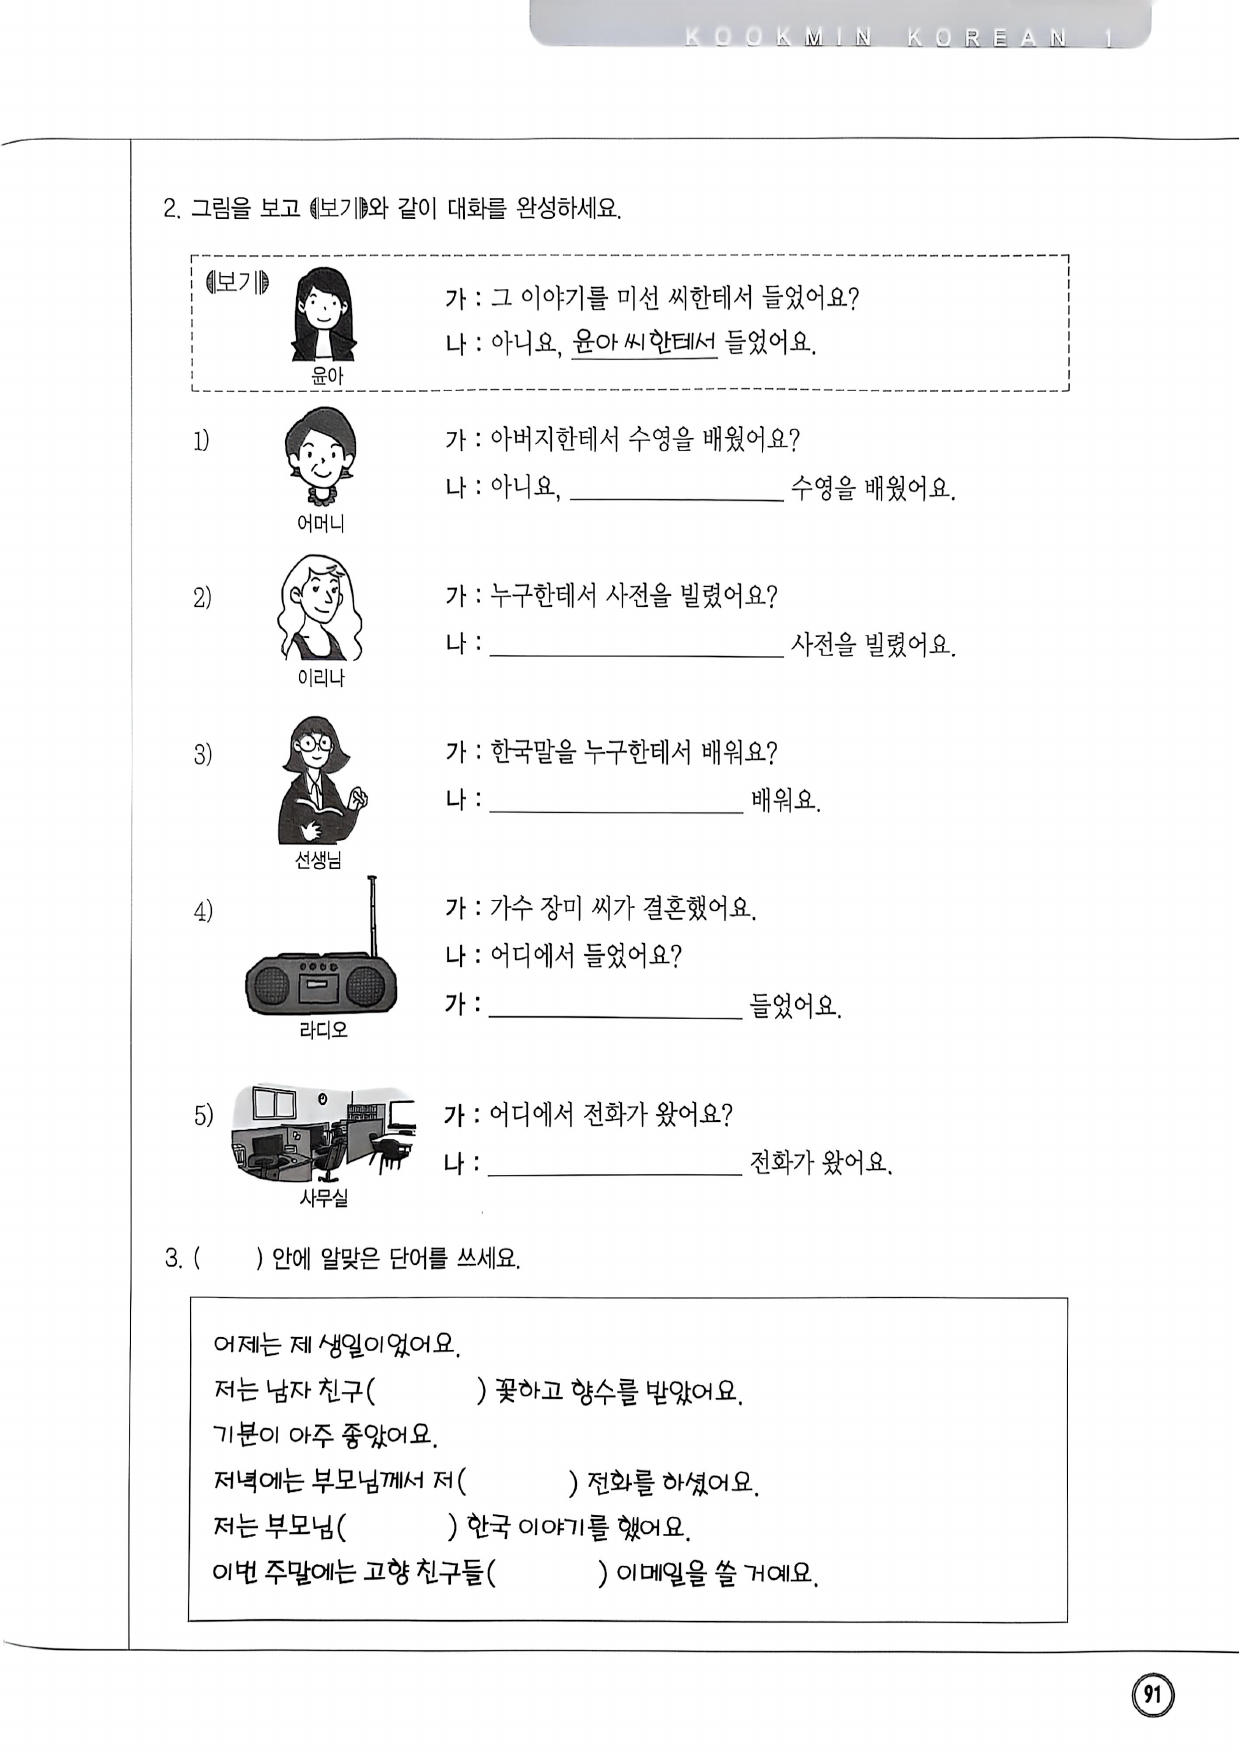 KOOKMIN KOREAN 1
2. 그림을 보고 《보기》와 같이 대화를 완성하세요.
《보기》
가 : 그 이야기를 미선 씨한테서 들었어요?
나 : 아니요, 윤아 씨한테서 들었어요.
윤아
1)
가 : 아버지한테서 수영을 배웠어요?
나 : 아니요, ____________ 수영을 배웠어요.
어머니
2)
가 : 누구한테서 사전을 빌렸어요?
나 : ____________ 사전을 빌렸어요.
이리나
3)
가 : 한국말을 누구한테서 배워요?
나 : ____________ 배워요.
선생님
4)
가 : 가수 장미 씨가 결혼했어요.
나 : 어디에서 들었어요?
가 : ____________ 들었어요.
라디오
5)
가 : 어디에서 전화가 왔어요?
나 : ____________ 전화가 왔어요.
사무실
3. (      ) 안에 알맞은 단어를 쓰세요.
어제는 제 생일이었어요.
저는 남자 친구(      ) 꽃하고 향수를 받았어요.
기분이 아주 좋았어요.
저녁에는 부모님께서 저(      ) 전화를 하셨어요.
저는 부모님(      ) 한국 이야기를 했어요.
이번 주말에는 고향 친구들(      ) 이메일을 쓸 거예요.
91